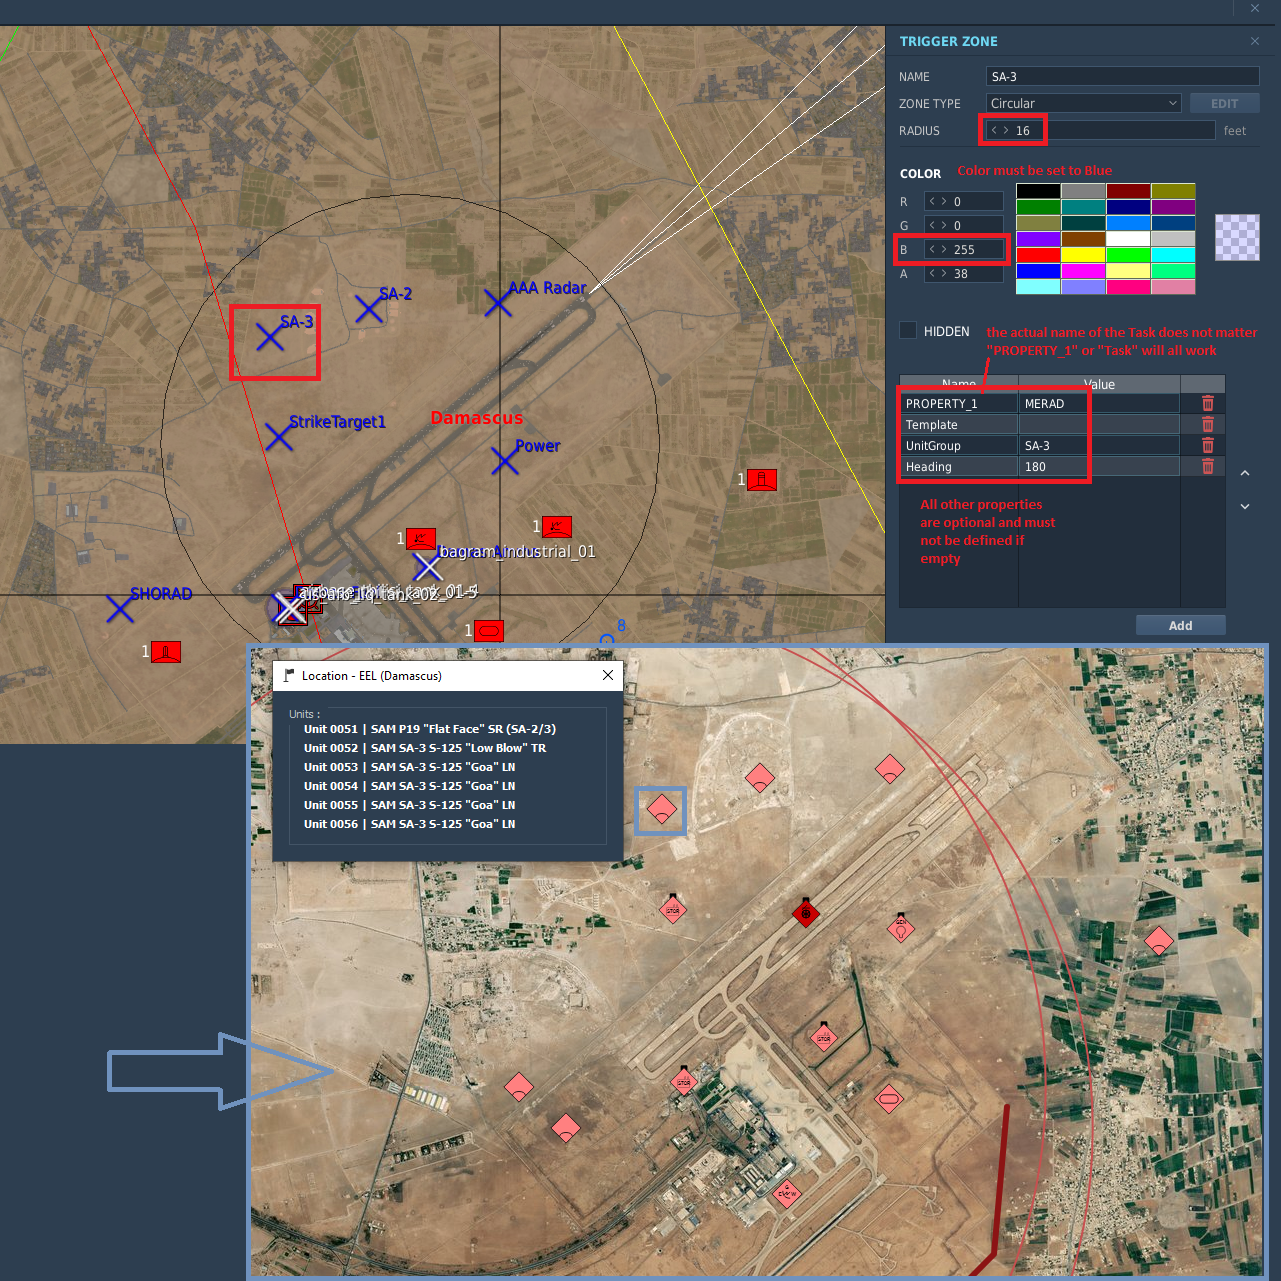 TRIGGER ZONE
NAME
SA-3
ZONE TYPE
Circular
EDIT
RADIUS
16
feet
COLOR
Color must be set to Blue
R
0
G
0
B
255
A
38
HIDDEN
the actual name of the Task does not matter
"PROPERTY_1" or "Task" will all work
Name
Value
PROPERTY_1
MERAD
Template
UnitGroup
SA-3
Heading
180
All other properties
are optional and must
not be defined if
empty
Add
SA-2
AAA Radar
SA-3
StrikeTarget1
Damascus
Power
1
1
1
bagram_industrial_01
SHORAD
1
1
8
Location - EEL (Damascus)
Units :
Unit 0051 | SAM P19 "Flat Face" SR (SA-2/3)
Unit 0052 | SAM SA-3 S-125 "Low Blow" TR
Unit 0053 | SAM SA-3 S-125 "Goa" LN
Unit 0054 | SAM SA-3 S-125 "Goa" LN
Unit 0055 | SAM SA-3 S-125 "Goa" LN
Unit 0056 | SAM SA-3 S-125 "Goa" LN
STOR
GEN
STOR
STOR